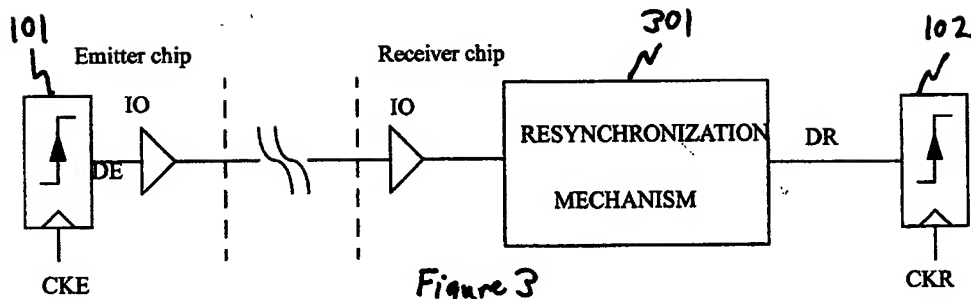 101
Emitter chip
Receiver chip
301
102
IO
IO
DE
RESYNCHRONIZATION
MECHANISM
DR
CKE
CKR
Figure 3